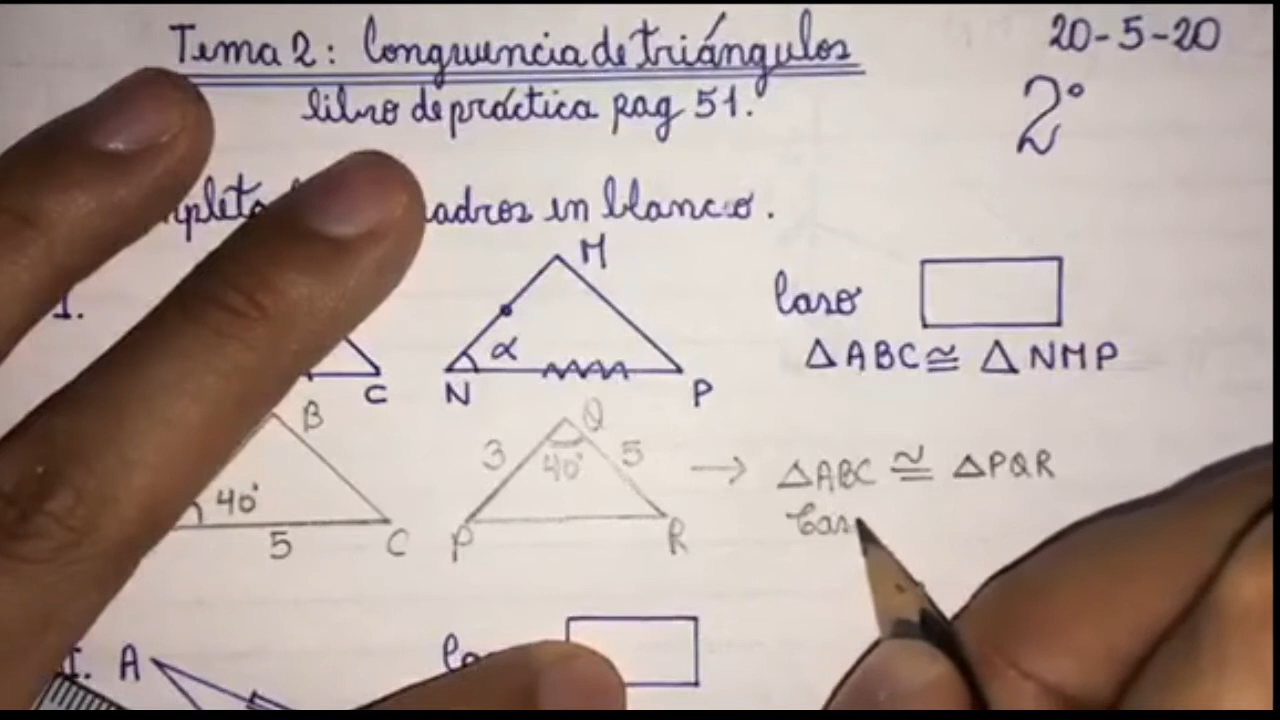 Tema 2: Congruencia de triángulos
20-5-20
libro de práctica pag 51.
2°
en blanco.
I.
M
α
C
N
P
Caso
△ABC ≅ △NMP
B
40°
5
C
Q
3
40°
5
P
R
→ △ABC ≅ △PQR
Cas
I. A